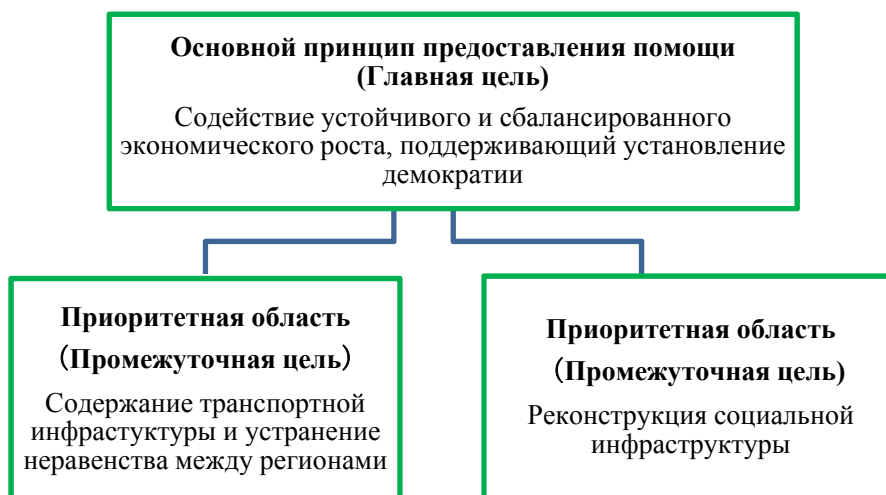 Основной принцип предоставления помощи
(Главная цель)
Содействие устойчивого и сбалансированного
экономического роста, поддерживающий установление
демократии
Приоритетная область
（Промежуточная цель）
Содержание транспортной
инфрастуктуры и устранение
неравенства между регионами
Приоритетная область
（Промежуточная цель)
Реконструкция социальной
инфраструктуры